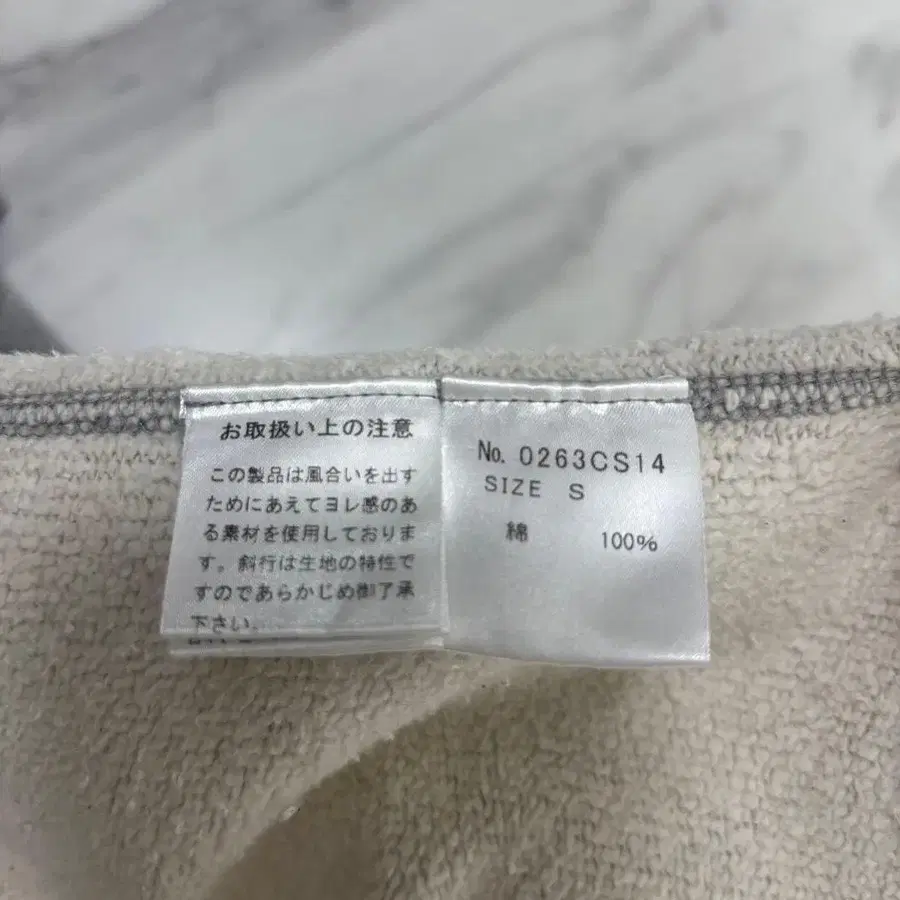 お取扱い上の注意
この製品は風合いを出す
ためにあえてヨレ感のあ
る素材を使用しておりま
す。斜行は生地の特性で
すのであらかじめ御了承
下さい。
No. 0263CS14
SIZE S
綿 100%